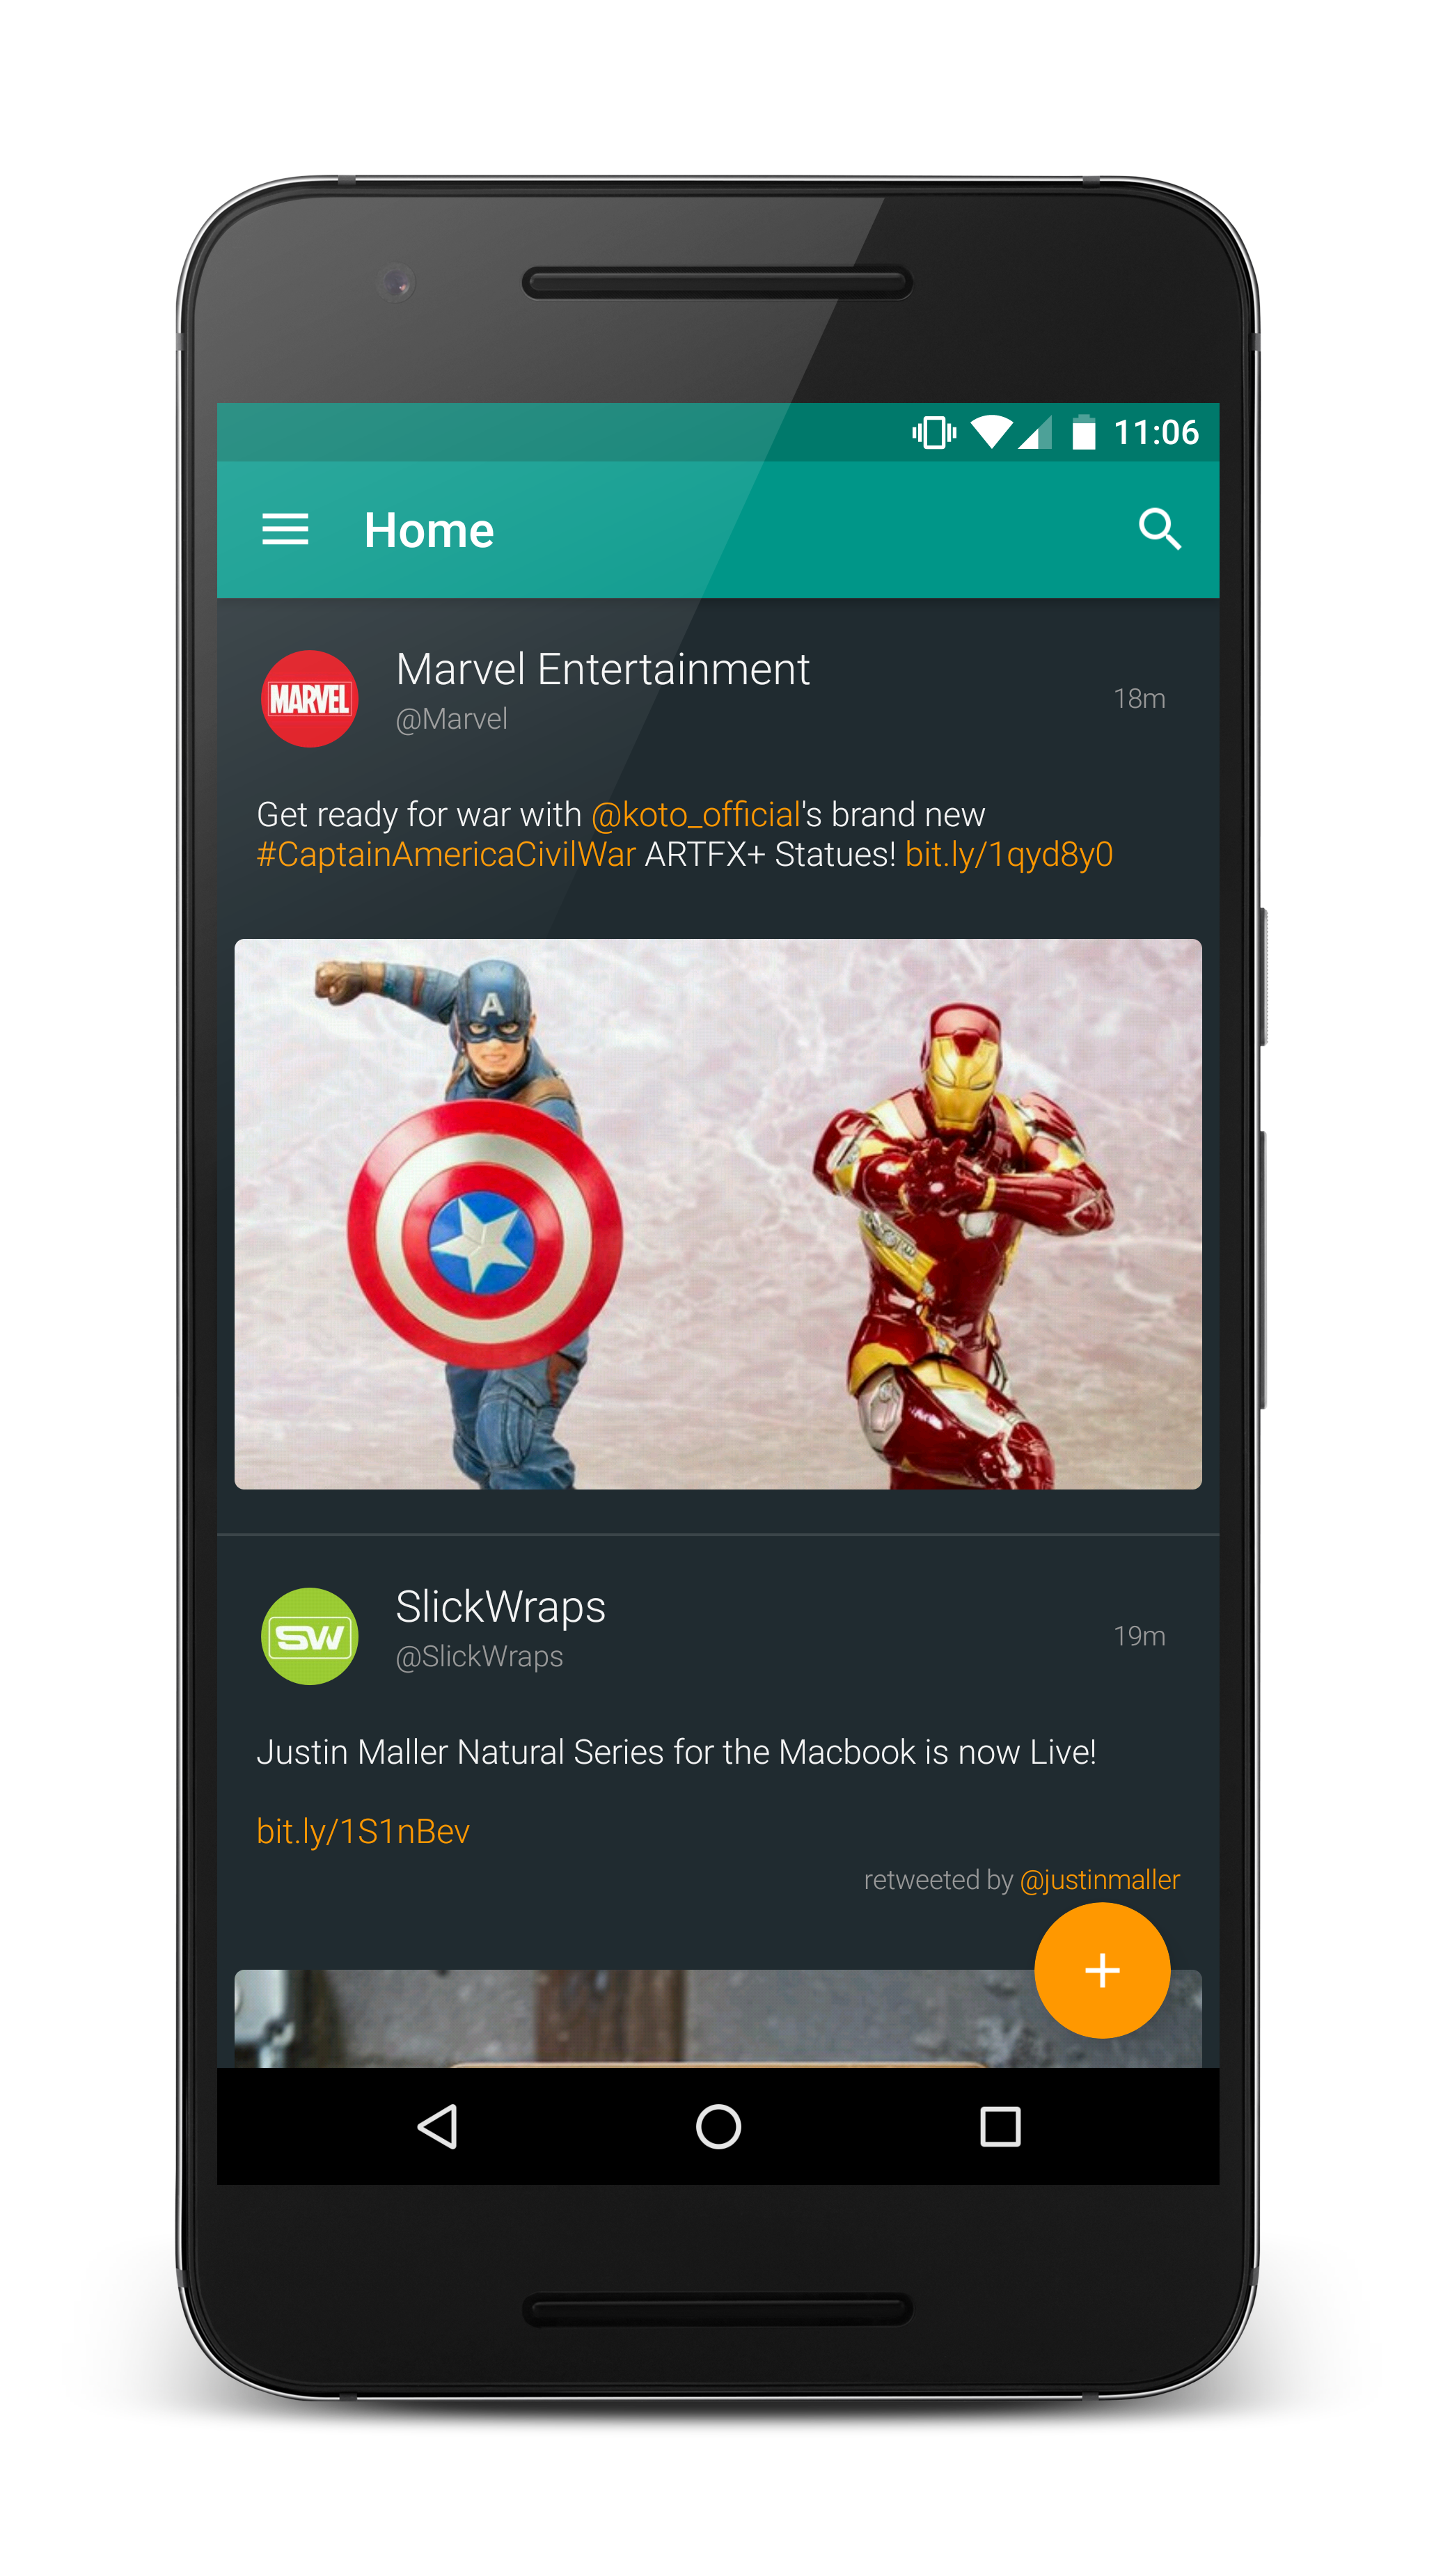 11:06
Home
MARVEL
Marvel Entertainment
@Marvel
18m
Get ready for war with @koto_official's brand new
#CaptainAmericaCivilWar ARTFX+ Statues! bit.ly/1qyd8y0
A
SW
SlickWraps
@SlickWraps
19m
Justin Maller Natural Series for the Macbook is now Live!
bit.ly/1S1nBev
retweeted by @justinmaller